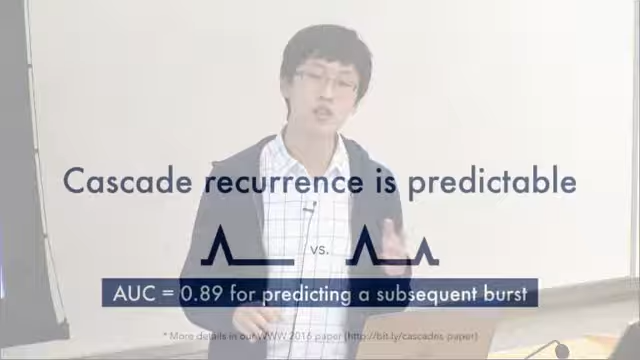 Cascade recurrence is predictable
vs.
AUC = 0.89 for predicting a subsequent burst
* More details in our WWW 2016 paper (http://bit.ly/cascades-paper)